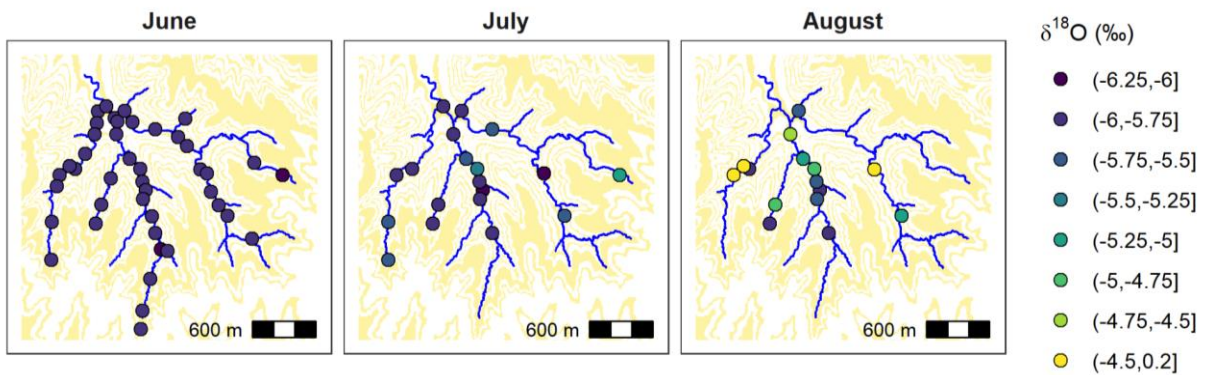 June
July
August
600 m
600 m
600 m
δ¹⁸O (‰)
(-6.25,-6]
(-6,-5.75]
(-5.75,-5.5]
(-5.5,-5.25]
(-5.25,-5]
(-5,-4.75]
(-4.75,-4.5]
(-4.5,0.2]